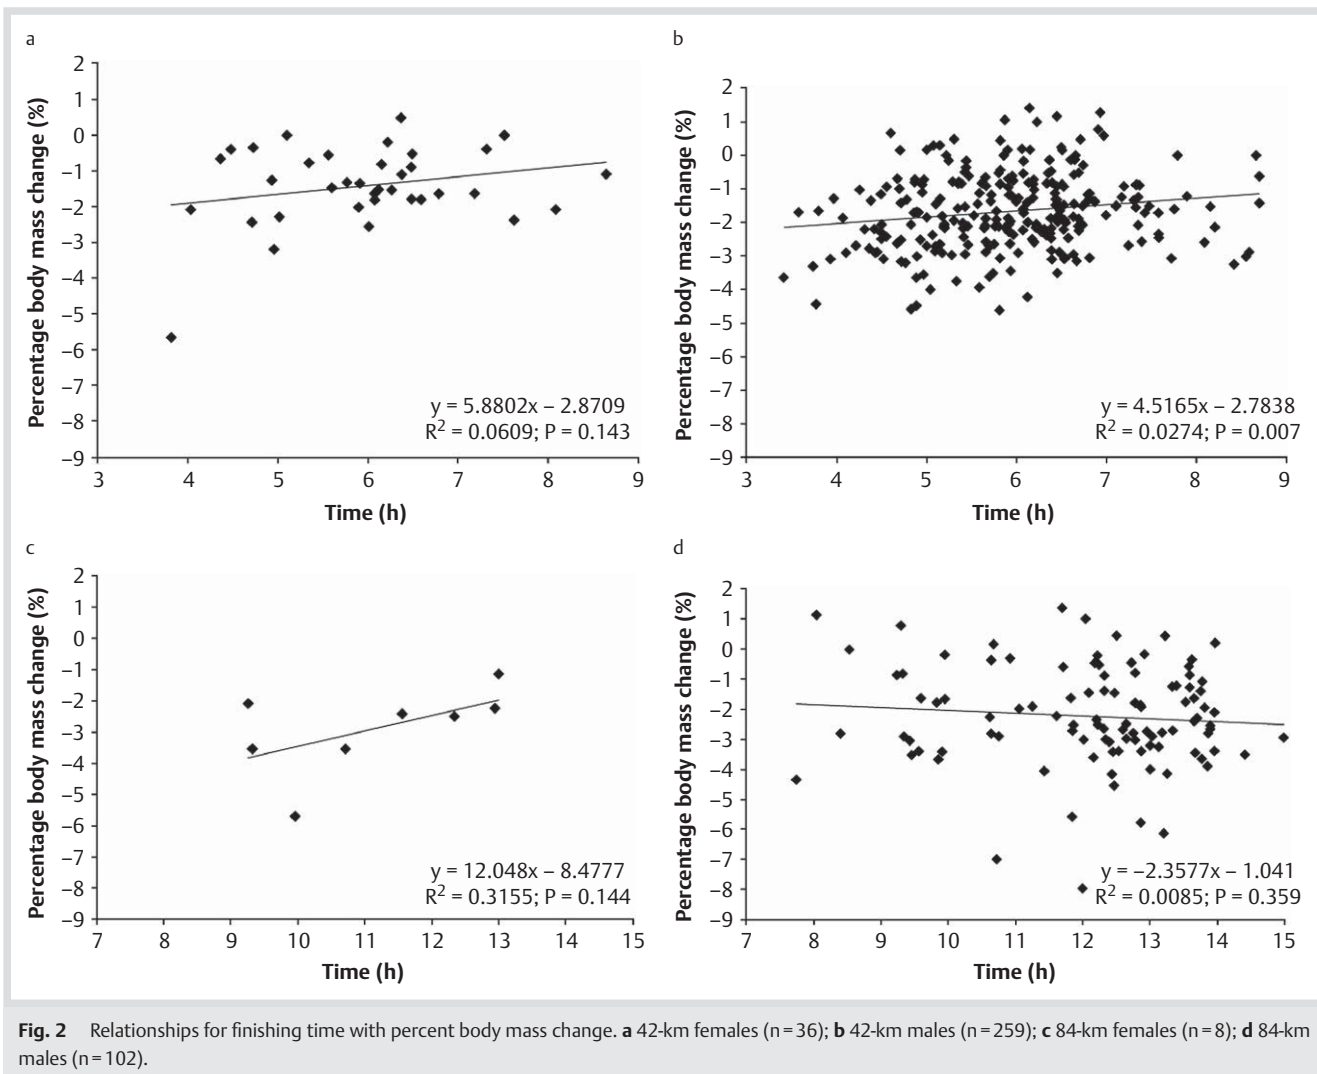 a
2
1
0
–1
–2
–3
–4
–5
–6
–7
–8
–9
Percentage body mass change (%)
y = 5.8802x – 2.8709
R² = 0.0609; P = 0.143
3 4 5 6 7 8 9
Time (h)
b
2
1
0
–1
–2
–3
–4
–5
–6
–7
–8
–9
Percentage body mass change (%)
y = 4.5165x – 2.7838
R² = 0.0274; P = 0.007
3 4 5 6 7 8 9
Time (h)
c
2
1
0
–1
–2
–3
–4
–5
–6
–7
–8
–9
Percentage body mass change (%)
y = 12.048x – 8.4777
R² = 0.3155; P = 0.144
7 8 9 10 11 12 13 14 15
Time (h)
d
2
1
0
–1
–2
–3
–4
–5
–6
–7
–8
–9
Percentage body mass change (%)
y = –2.3577x – 1.041
R² = 0.0085; P = 0.359
7 8 9 10 11 12 13 14 15
Time (h)
Fig. 2 Relationships for finishing time with percent body mass change. a 42-km females (n = 36); b 42-km males (n = 259); c 84-km females (n = 8); d 84-km
males (n = 102).